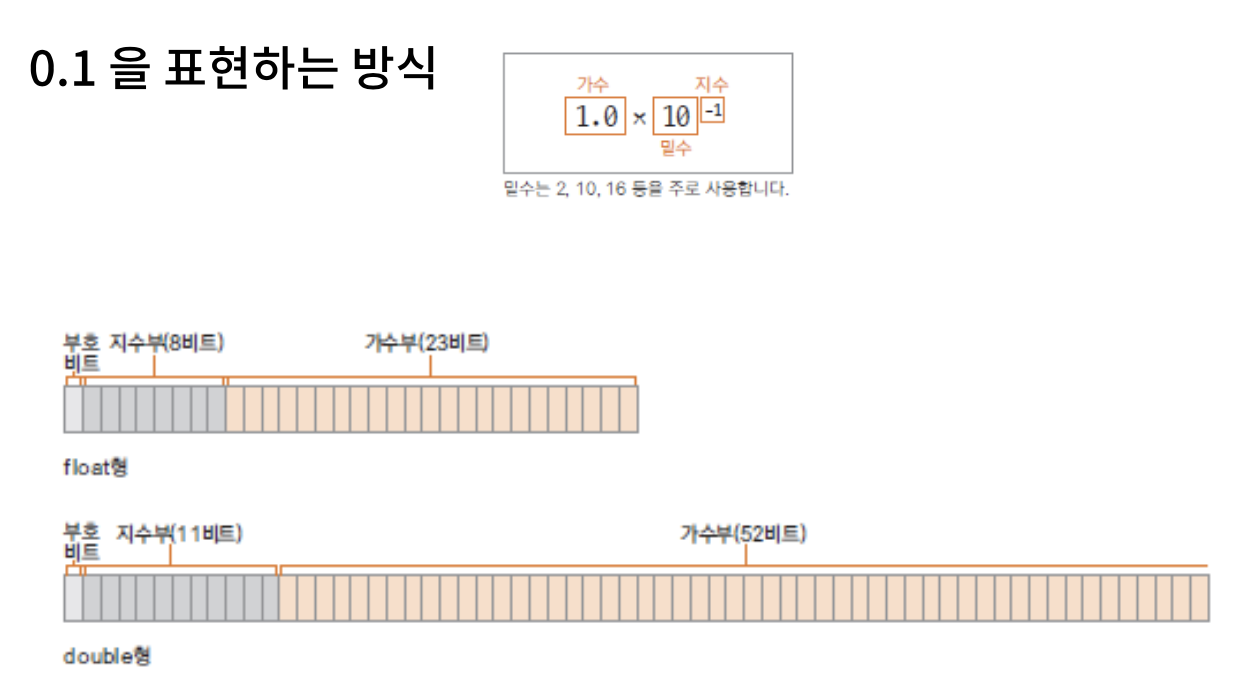 0.1 을 표현하는 방식
가수 지수
1.0 × 10 -1
밑수
밑수는 2, 10, 16 등을 주로 사용합니다.
부호 지수부(8비트) 가수부(23비트)
비트
float형
부호 지수부(11비트) 가수부(52비트)
비트
double형